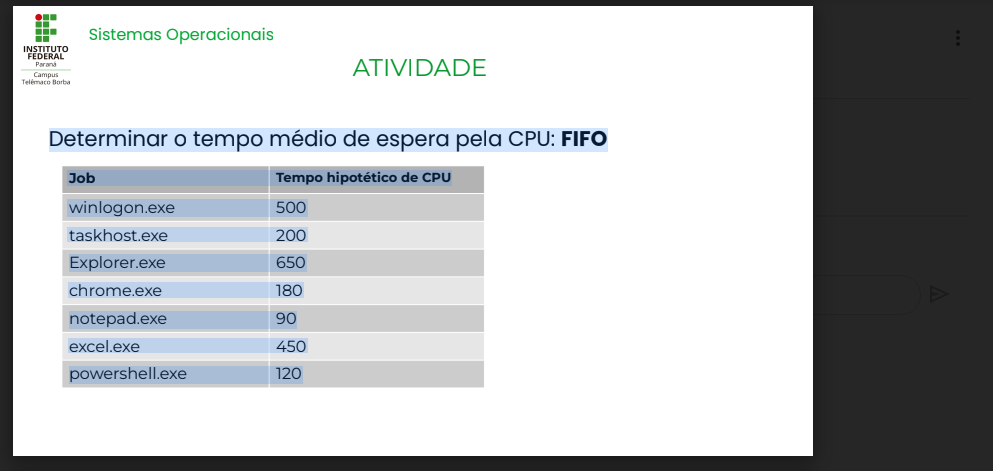 INSTITUTO
FEDERAL
Paraná
Campus
Telêmaco Borba
Sistemas Operacionais
ATIVIDADE
Determinar o tempo médio de espera pela CPU: FIFO
Job Tempo hipotético de CPU
winlogon.exe 500
taskhost.exe 200
Explorer.exe 650
chrome.exe 180
notepad.exe 90
excel.exe 450
powershell.exe 120